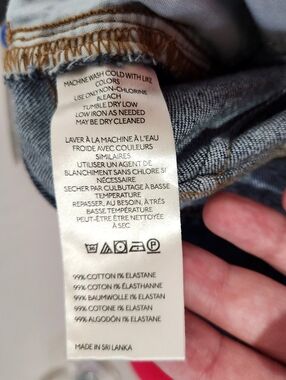 MACHINE WASH COLD WITH LIKE
COLORS
USE ONLY NON-CHLORINE
BLEACH
TUMBLE DRY LOW
LOW IRON AS NEEDED
MAY BE DRY CLEANED
LAVER À LA MACHINE À L'EAU
FROIDE AVEC COULEURS
SIMILAIRES
UTILISER UN AGENT DE
BLANCHIMENT SANS CHLORE SI
NÉCESSAIRE
SECHER PAR CULBUTAGE À BASSE
TEMPERATURE
REPASSER, AU BESOIN, À TRÈS
BASSE TEMPÉRATURE
PEUT-ÊTRE ÊTRE NETTOYÉE
À SEC
99% COTTON 1% ELASTANE
99% COTON 1% ÉLASTHANNE
99% BAUMWOLLE 1% ELASTAN
99% COTONE 1% ELASTAN
99% ALGODÓN 1% ELASTANO
MADE IN SRI LANKA